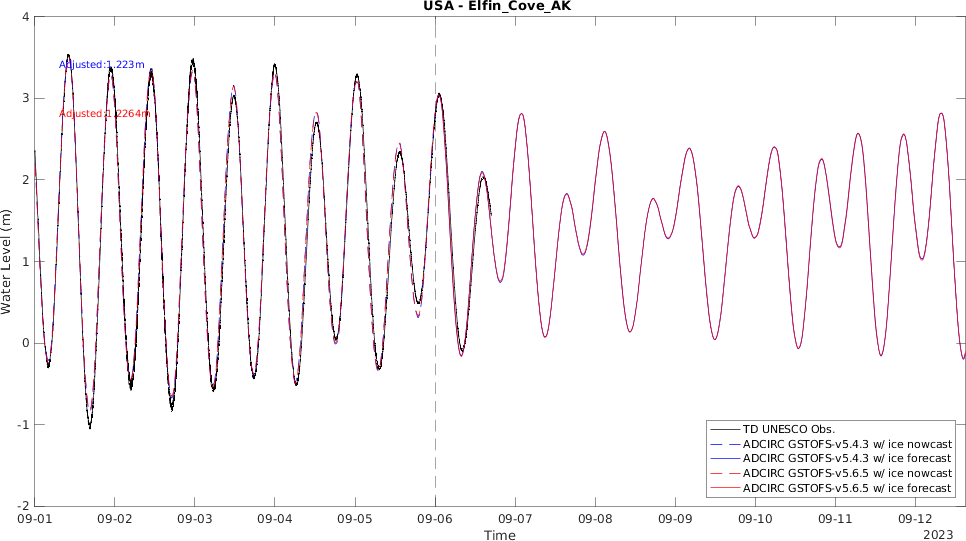 USA - Elfin_Cove_AK
4
3
2
1
0
-1
-2
Water Level (m)
Adjusted:1.223m
Adjusted:1.2264m
TD UNESCO Obs.
ADCIRC GSTOFS-v5.4.3 w/ ice nowcast
ADCIRC GSTOFS-v5.4.3 w/ ice forecast
ADCIRC GSTOFS-v5.6.5 w/ ice nowcast
ADCIRC GSTOFS-v5.6.5 w/ ice forecast
09-01 09-02 09-03 09-04 09-05 09-06 09-07 09-08 09-09 09-10 09-11 09-12
Time
2023